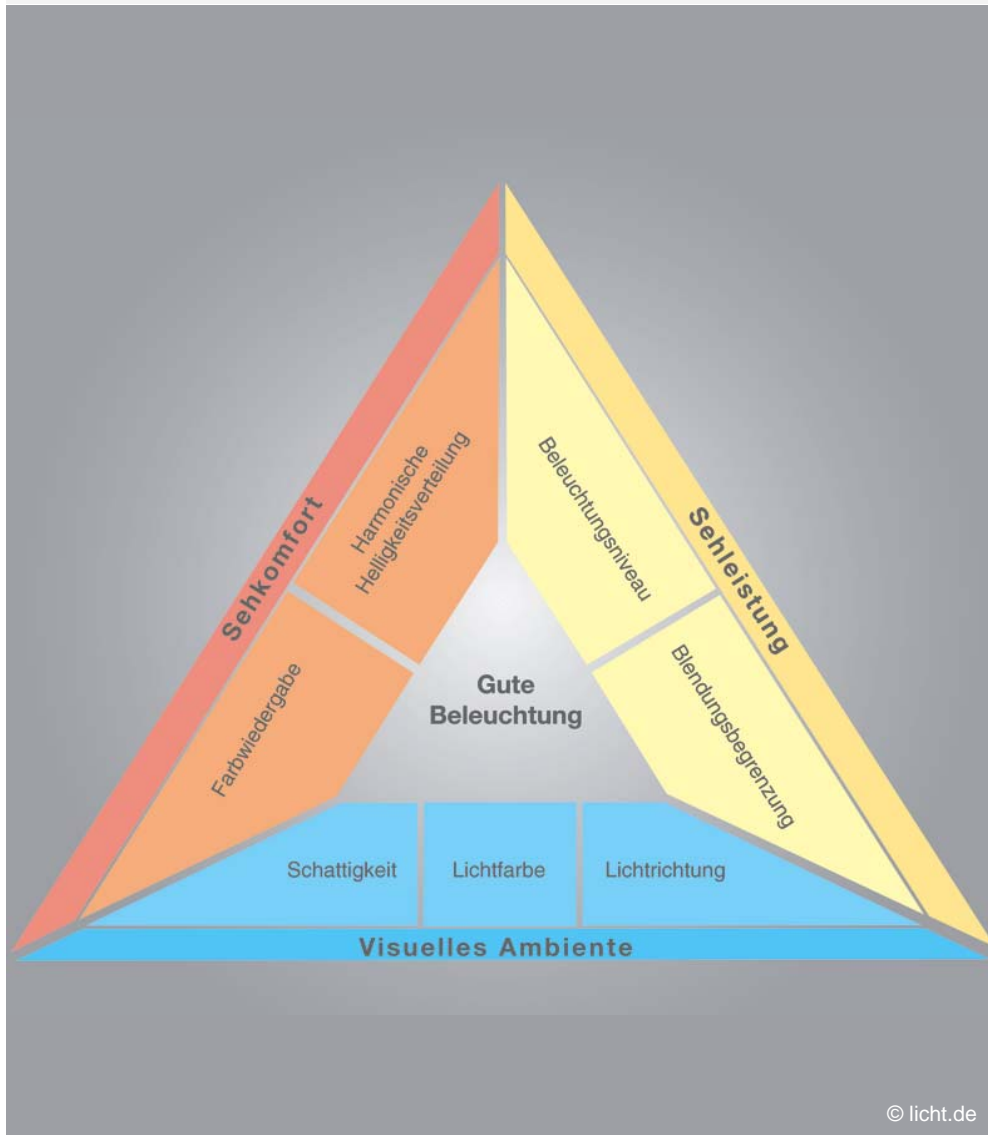 Sehkomfort
Harmonische
Helligkeitsverteilung
Farbwiedergabe
Beleuchtungsniveau
Sehleistung
Blendungsbegrenzung
Gute
Beleuchtung
Schattigkeit
Lichtfarbe
Lichtrichtung
Visuelles Ambiente
© licht.de